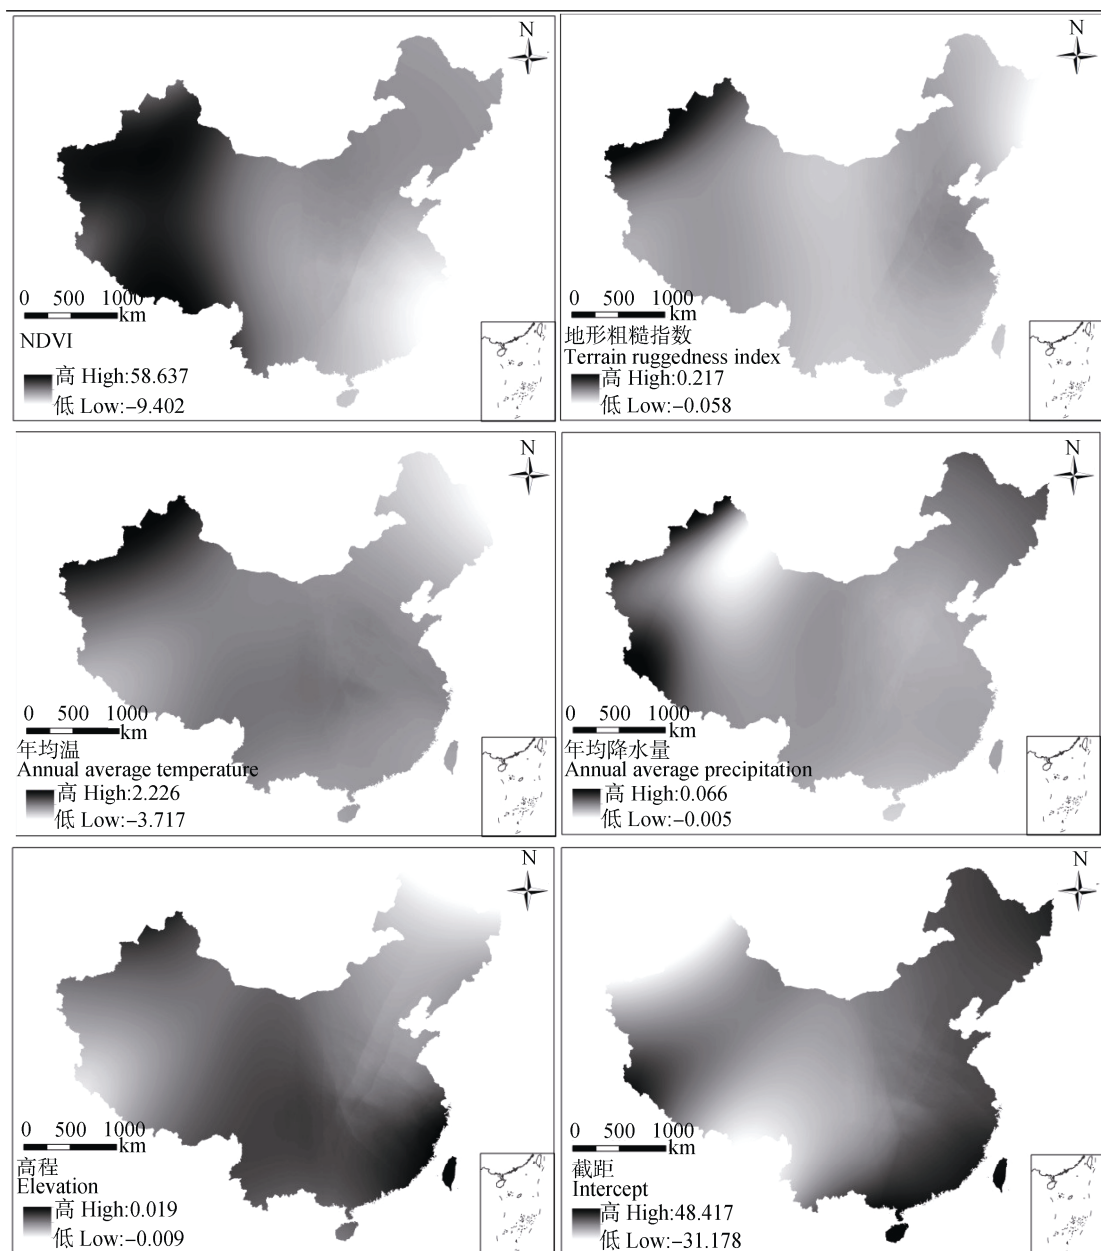 N
0 500 1000
km
NDVI
高 High:58.637
低 Low:−9.402
N
0 500 1000
km
地形粗糙指数
Terrain ruggedness index
高 High:0.217
低 Low:−0.058
N
0 500 1000
km
年均温
Annual average temperature
高 High:2.226
低 Low:−3.717
N
0 500 1000
km
年均降水量
Annual average precipitation
高 High:0.066
低 Low:−0.005
N
0 500 1000
km
高程
Elevation
高 High:0.019
低 Low:−0.009
N
0 500 1000
km
截距
Intercept
高 High:48.417
低 Low:−31.178